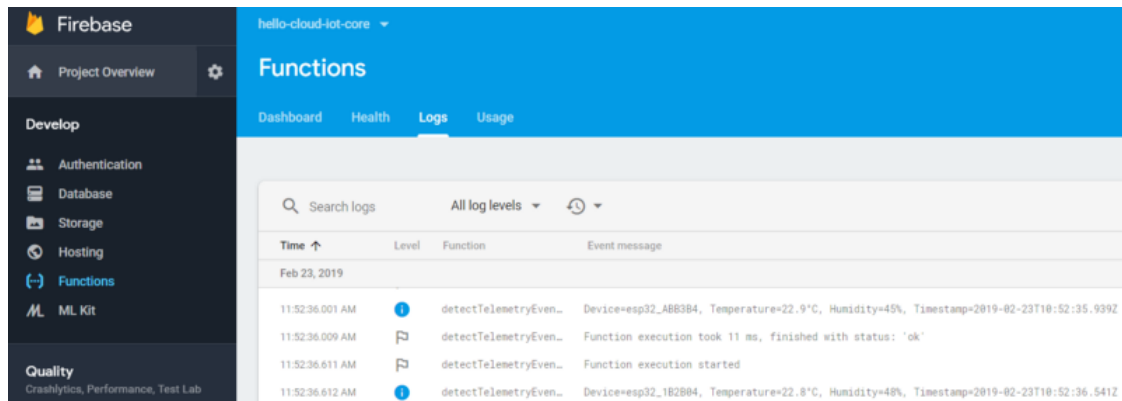 Firebase
hello-cloud-iot-core
Project Overview
Functions
Develop
Dashboard Health Logs Usage
Authentication
Database
Storage
Hosting
Functions
ML Kit
Quality
Crashlytics, Performance, Test Lab
Search logs All log levels
Time Level Function Event message
Feb 23, 2019
11:52:36.001 AM detectTelemetryEven… Device=esp32_ABB3B4, Temperature=22.9°C, Humidity=45%, Timestamp=2019-02-23T10:52:35.939Z
11:52:36.009 AM detectTelemetryEven… Function execution took 11 ms, finished with status: 'ok'
11:52:36.611 AM detectTelemetryEven… Function execution started
11:52:36.612 AM detectTelemetryEven… Device=esp32_1B2B04, Temperature=22.8°C, Humidity=48%, Timestamp=2019-02-23T10:52:36.541Z